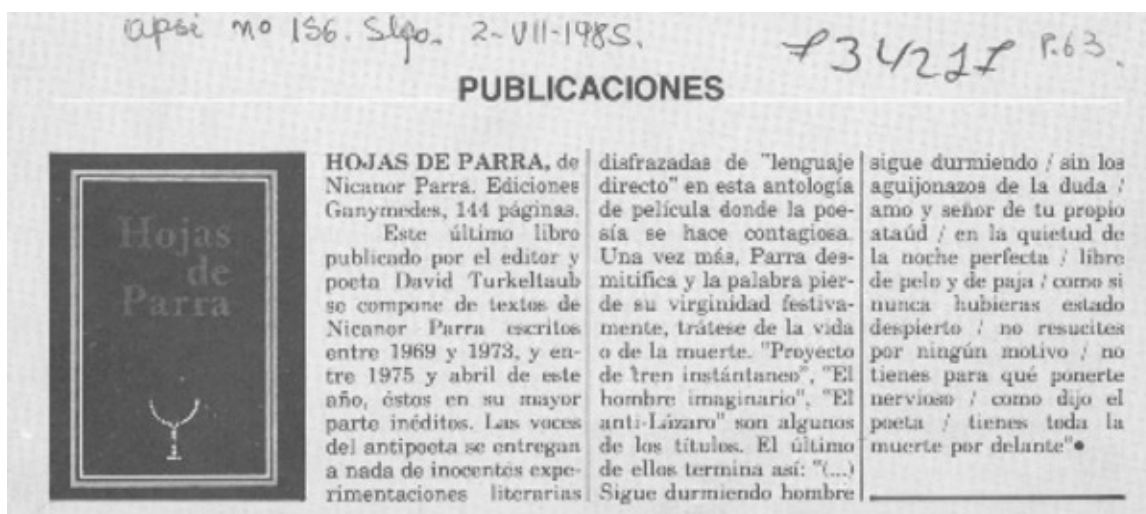 apsi nº 156. Stgo. 2-VII-1985.
734217 P.63.
PUBLICACIONES
Hojas
de
Parra
HOJAS DE PARRA, de
Nicanor Parra. Ediciones
Ganymedes, 144 páginas.
Este último libro
publicado por el editor y
poeta David Turkeltaub
se compone de textos de
Nicanor Parra escritos
entre 1969 y 1973, y en-
tre 1975 y abril de este
año, éstos en su mayor
parte inéditos. Las voces
del antipoeta se entregan
a nada de inocentes expe-
rimentaciones literarias
disfrazadas de "lenguaje
directo" en esta antología
de película donde la poe-
sía se hace contagiosa.
Una vez más, Parra des-
mitifica y la palabra pier-
de su virginidad festiva-
mente, trátese de la vida
o de la muerte. "Proyecto
de tren instántaneo", "El
hombre imaginario", "El
anti-Lázaro" son algunos
de los títulos. El último
de ellos termina así: "(...)
Sigue durmiendo hombre
sigue durmiendo / sin los
aguijonazos de la duda /
amo y señor de tu propio
ataúd / en la quietud de
la noche perfecta / libre
de pelo y de paja / como si
nunca hubieras estado
despierto / no resucites
por ningún motivo / no
tienes para qué ponerte
nervioso / como dijo el
poeta / tienes toda la
muerte por delante"●